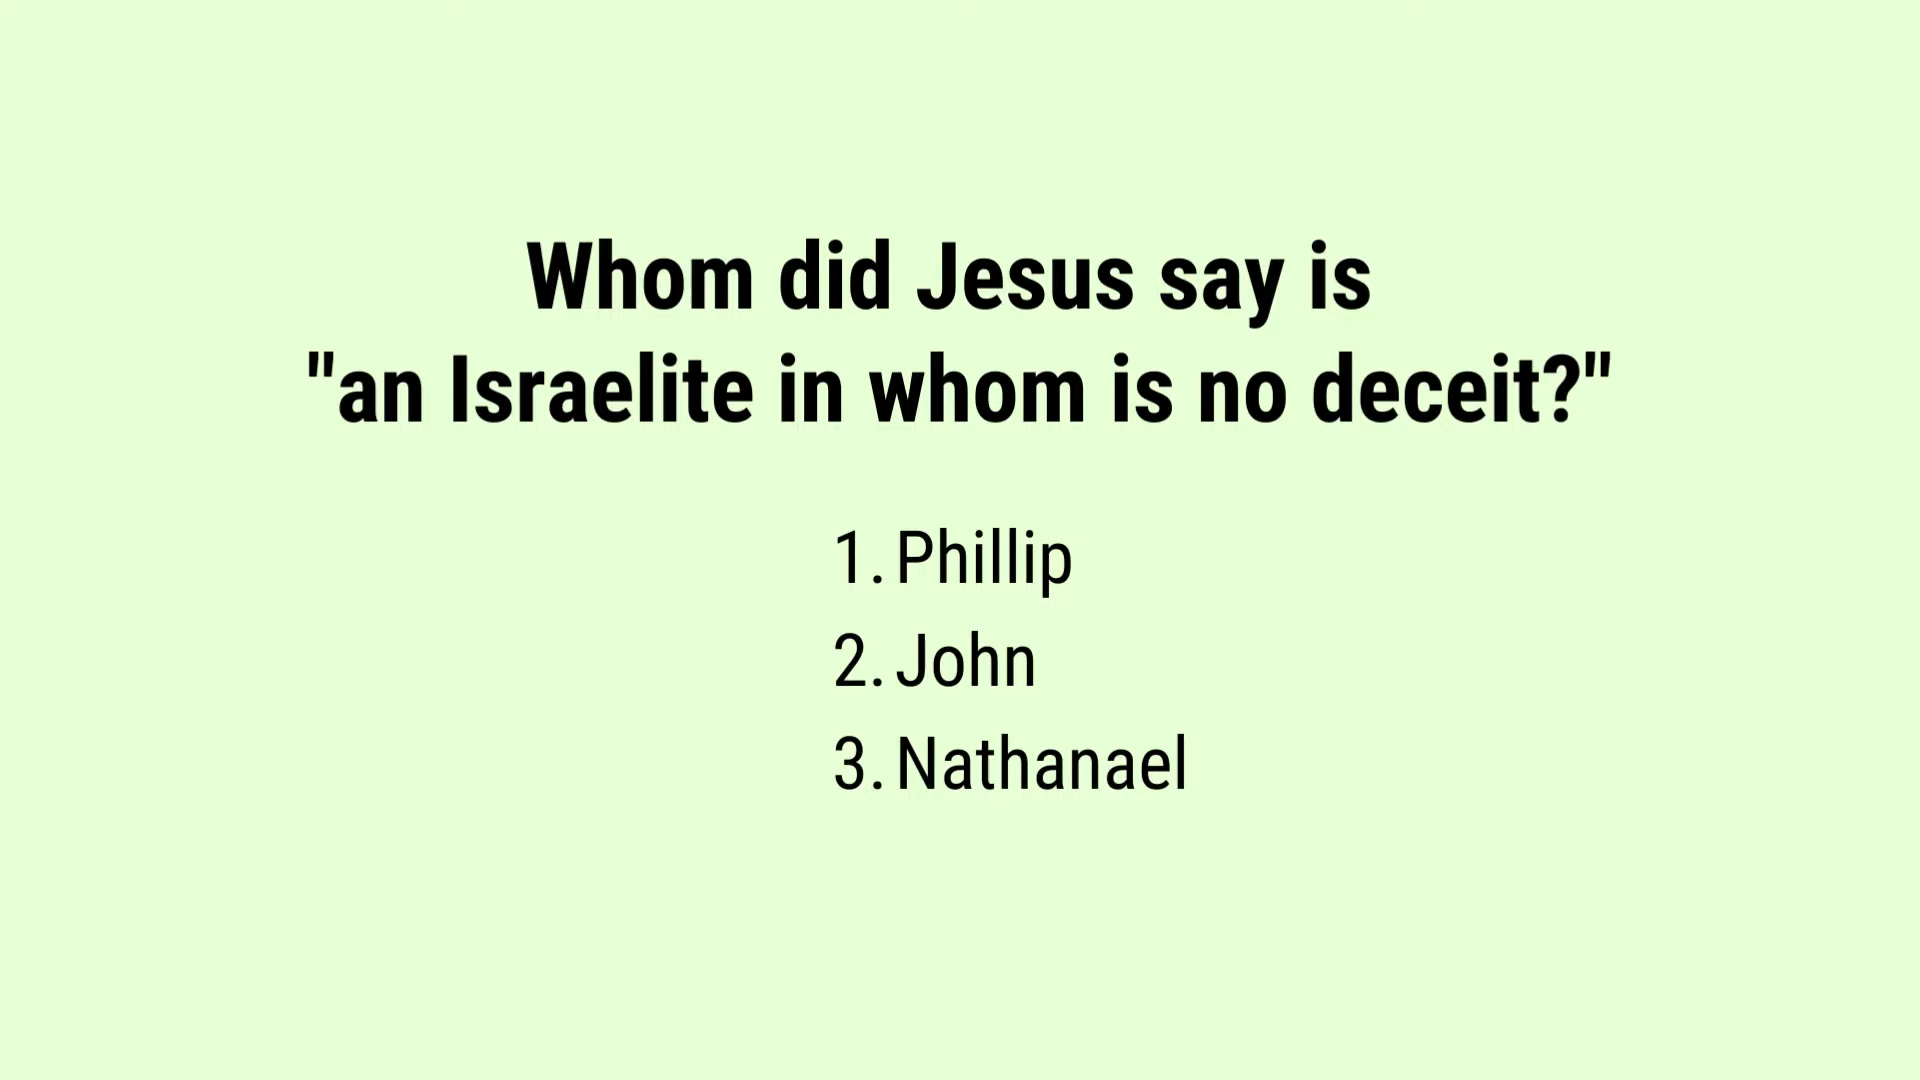 Whom did Jesus say is
"an Israelite in whom is no deceit?"
1. Phillip
2. John
3. Nathanael